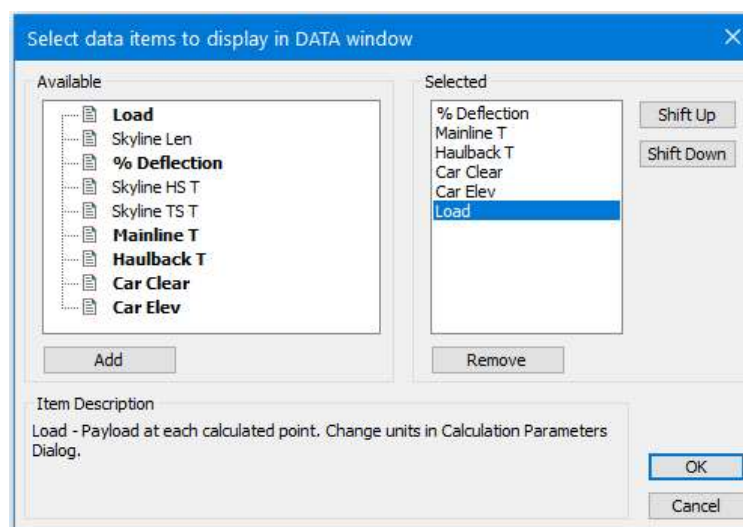 Select data items to display in DATA window
Available
Load
Skyline Len
% Deflection
Skyline HS T
Skyline TS T
Mainline T
Haulback T
Car Clear
Car Elev
Add
Selected
% Deflection
Mainline T
Haulback T
Car Clear
Car Elev
Load
Remove
Shift Up
Shift Down
Item Description
Load - Payload at each calculated point. Change units in Calculation Parameters
Dialog.
OK
Cancel